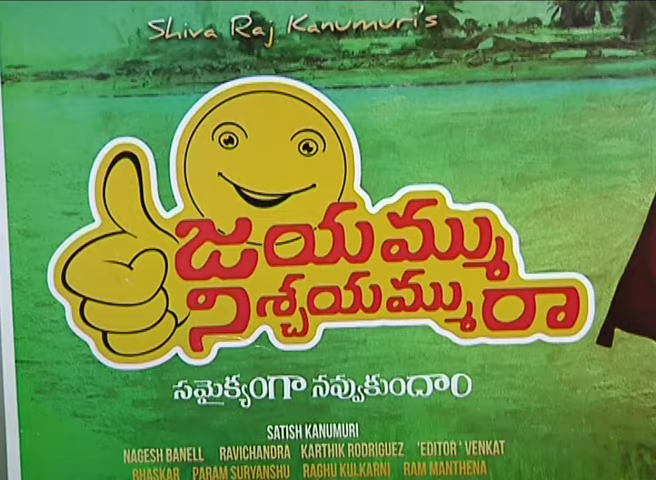 Shiva Raj Kanumuri's
జయమ్ము
నిశ్చయమ్ము రా
సమైక్యంగా నవ్వుకుందాం
SATISH KANUMURI
NAGESH BANELL RAVICHANDRA KARTHIK RODRIGUEZ 'EDITOR' VENKAT
BHASKAR PARAM SURYANSHU RAGHU KULKARNI RAM MANTHENA